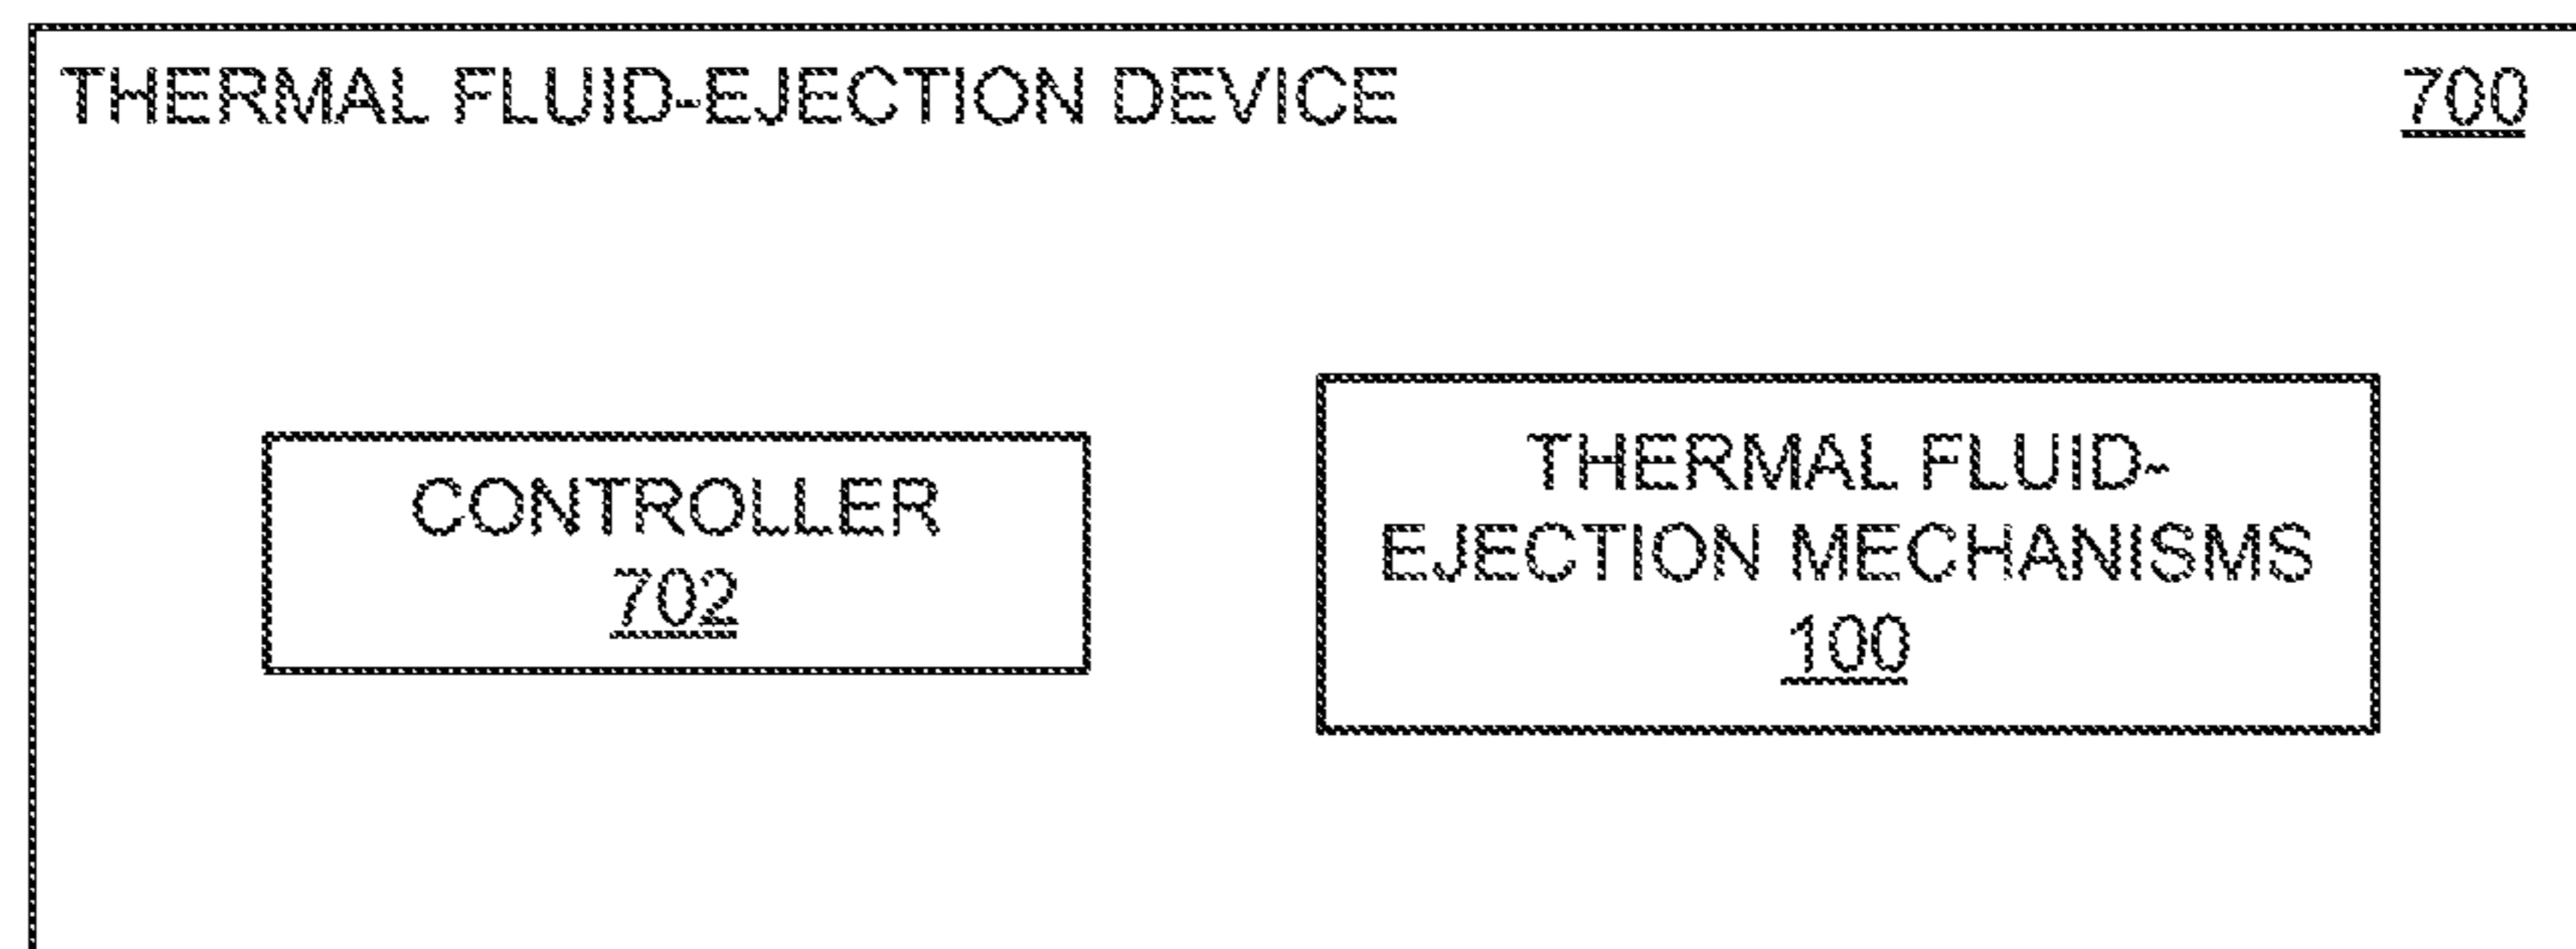 THERMAL FLUID-EJECTION DEVICE 700
CONTROLLER
702
THERMAL FLUID-
EJECTION MECHANISMS
100